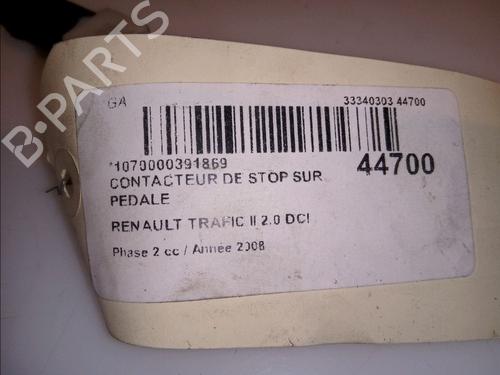 GA
33340303 44700
*1070000391869
44700
CONTACTEUR DE STOP SUR
PEDALE
RENAULT TRAFIC II 2.0 DCI
Phase 2 cc / Année 2008
B-PARTS